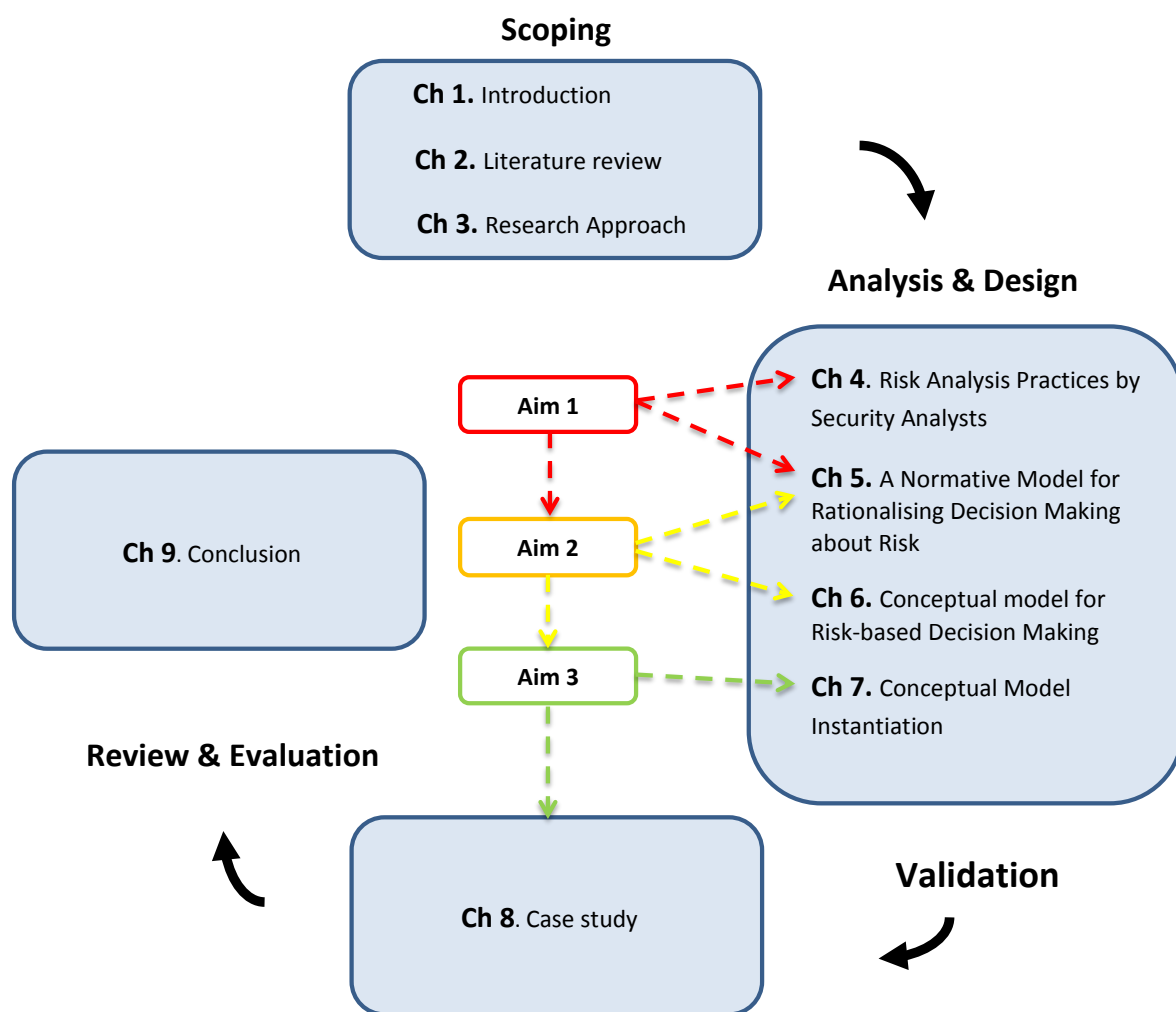 Scoping
Ch 1. Introduction
Ch 2. Literature review
Ch 3. Research Approach
Analysis & Design
Ch 4. Risk Analysis Practices by
Security Analysts
Ch 5. A Normative Model for
Rationalising Decision Making
about Risk
Ch 6. Conceptual model for
Risk-based Decision Making
Ch 7. Conceptual Model
Instantiation
Aim 1
Aim 2
Aim 3
Validation
Ch 8. Case study
Review & Evaluation
Ch 9. Conclusion